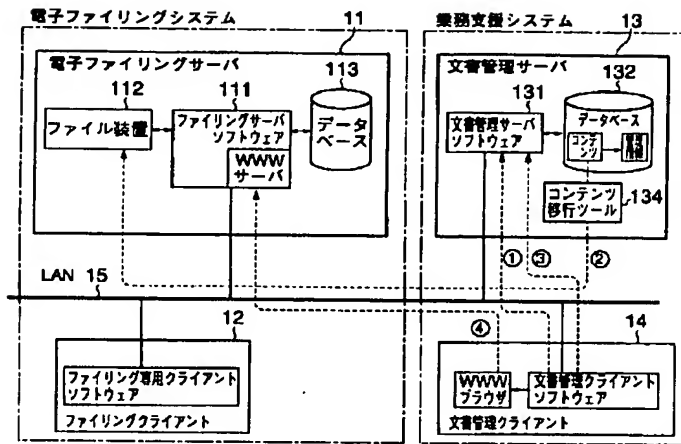 電子ファイリングシステム
11
電子ファイリングサーバ
113
112
111
ファイル装置
ファイリングサーバ
ソフトウェア
WWW
サーバ
データ
ベース
業務支援システム
13
文書管理サーバ
132
131
文書管理サーバ
ソフトウェア
データベース
コンテ
ンツ
コンテンツ
移行ツール
134
①
③
②
LAN 15
④
12
ファイリング専用クライアント
ソフトウェア
ファイリングクライアント
14
WWW
ブラウザ
文書管理クライアント
ソフトウェア
文書管理クライアント